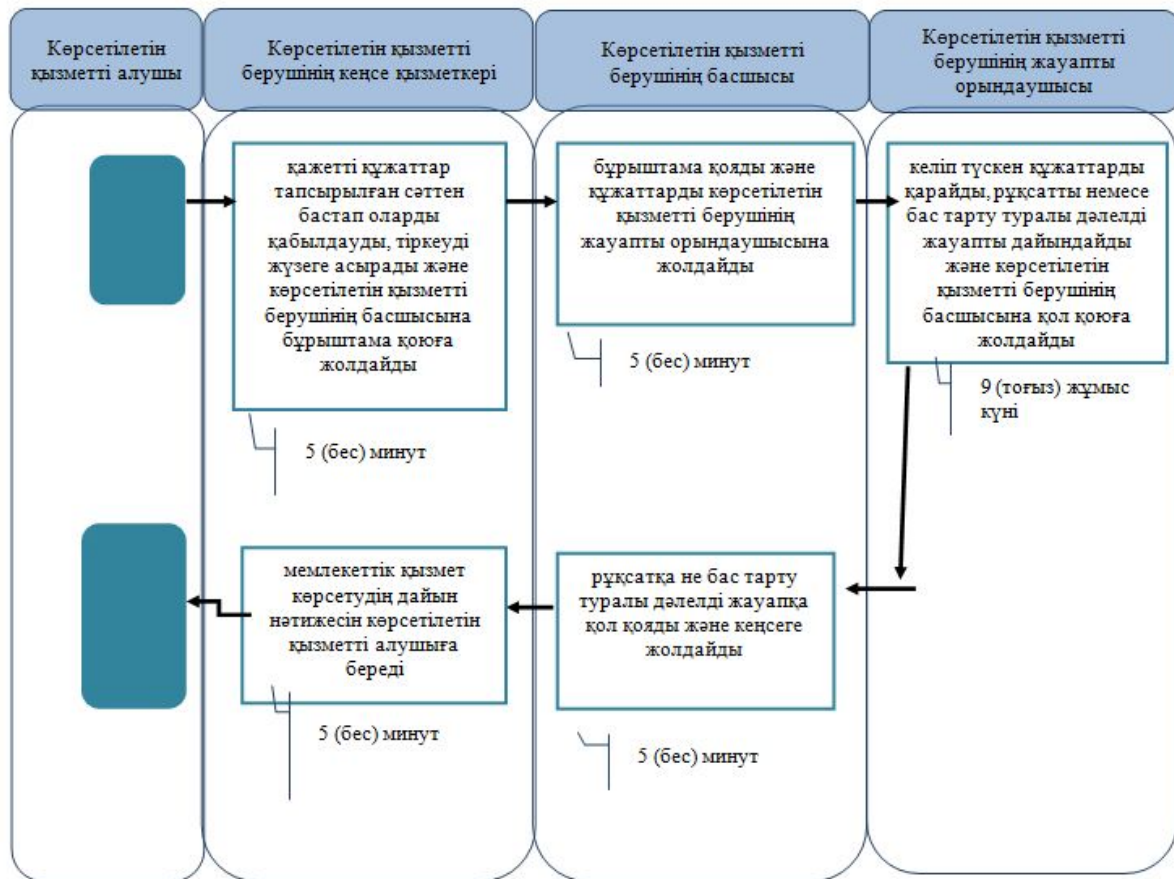 Көрсетілетін
қызметті алушы
Көрсетілетін қызметті
берушінің кеңсе қызметкері
Көрсетілетін қызметті
берушінің басшысы
Көрсетілетін қызметті
берушінің жауапты
орындаушысы
қажетті құжаттар
тапсырылған сәттен
бастап оларды
қабылдауды, тіркеуді
жүзеге асырады және
көрсетілетін қызметті
берушінің басшысына
бұрыштама қоюға
жолдайды
5 (бес) минут
бұрыштама қояды және
құжаттарды көрсетілетін
қызметті берушінің
жауапты орындаушысына
жолдайды
5 (бес) минут
келіп түскен құжаттарды
қарайды, рұқсатты немесе
бас тарту туралы дәлелді
жауапты дайындайды
және көрсетілетін
қызметті берушінің
басшысына қол қоюға
жолдайды
9 (тоғыз) жұмыс
күні
рұқсатқа не бас тарту
туралы дәлелді жауапқа
қол қояды және кеңсеге
жолдайды
5 (бес) минут
мемлекеттік қызмет
көрсетудің дайын
нәтижесін көрсетілетін
қызметті алушыға
береді
5 (бес) минут